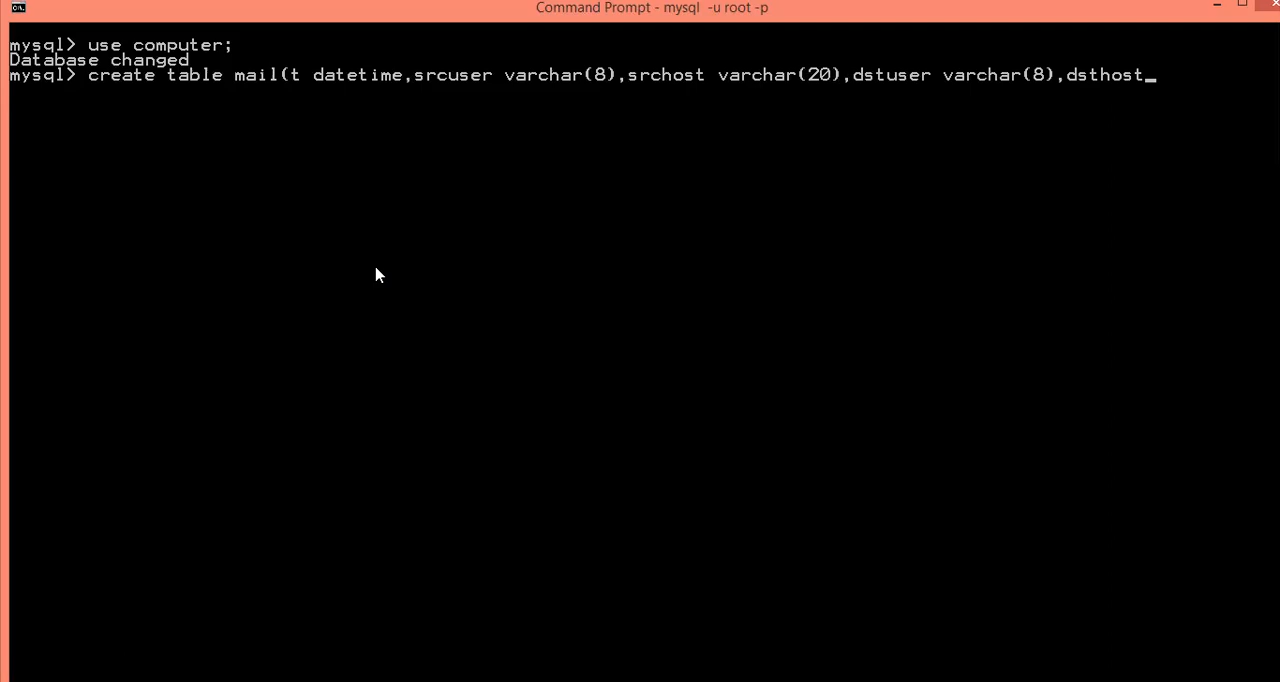 Command Prompt - mysql  -u root -p
mysql> use computer;
Database changed
mysql> create table mail(t datetime,srcuser varchar(8),srchost varchar(20),dstuser varchar(8),dsthost_